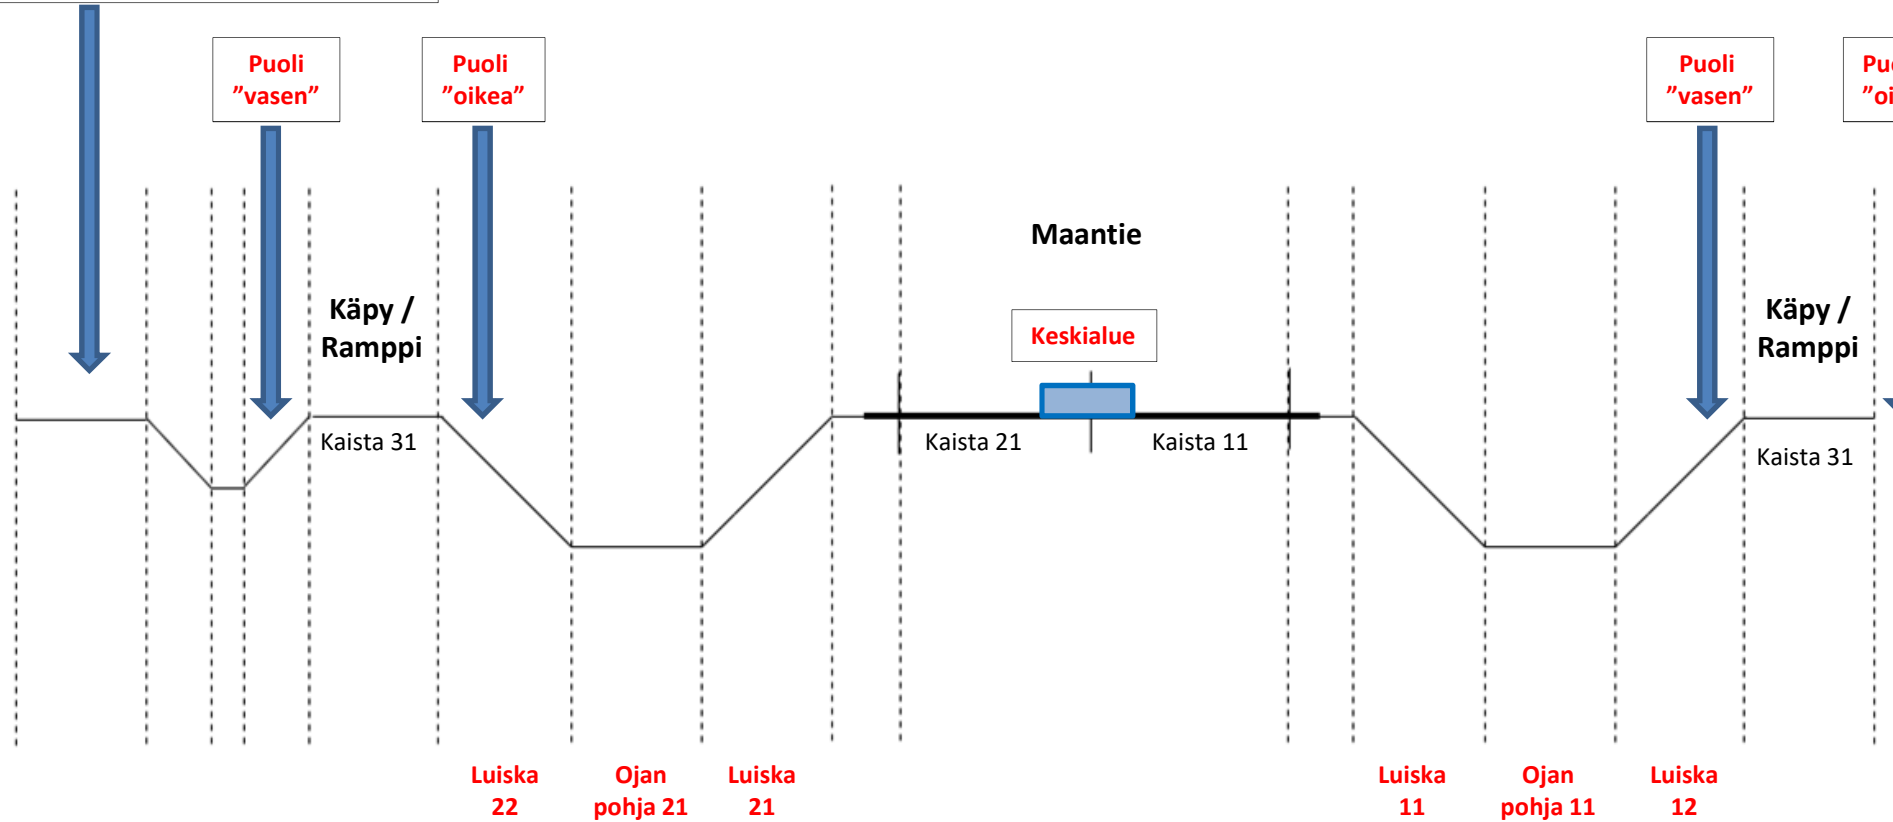 Puoli
”vasen”
Puoli
”oikea”
Puoli
”vasen”
Maantie
Käpy /
Ramppi
Keskialue
Käpy /
Ramppi
Kaista 31
Kaista 21
Kaista 11
Kaista 31
Luiska
22
Ojan
pohja 21
Luiska
21
Luiska
11
Ojan
pohja 11
Luiska
12